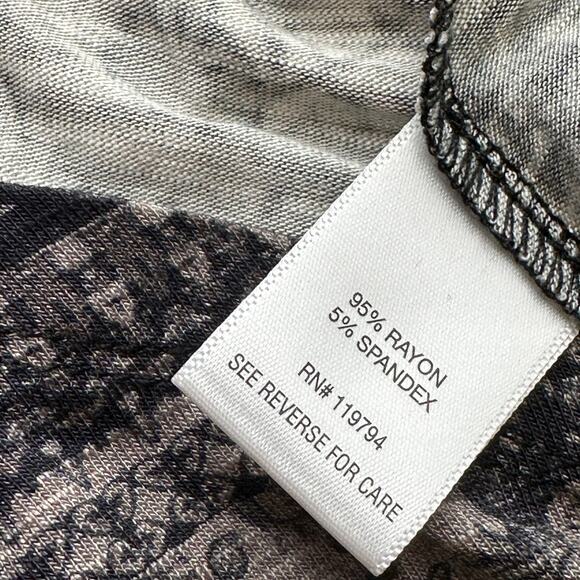 95% RAYON
5% SPANDEX
RN# 119794
SEE REVERSE FOR CARE